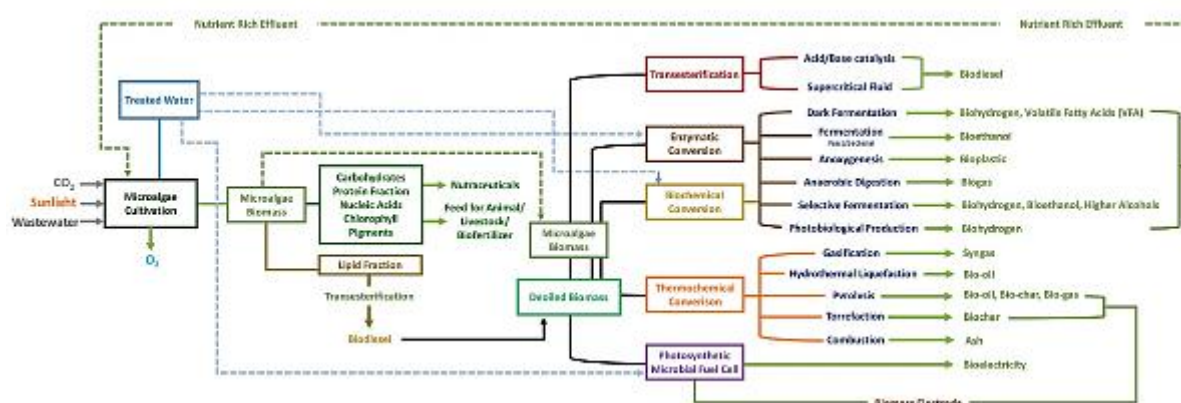 Nutrient Rich Effluent
Nutrient Rich Effluent
Treated Water
CO2
Sunlight
Wastewater
Microalgae
Cultivation
O2
Microalgae
Biomass
Carbohydrates
Protein Fraction
Nucleic Acids
Chlorophyll
Pigments
Nutraceuticals
Feed for Animal/
Livestock/
Biofertilizer
Lipid Fraction
Transesterification
Biodiesel
Microalgae
Biomass
Deoiled Biomass
Transesterification
Acid/Base catalysis
Supercritical Fluid
Biodiesel
Enzymatic
Conversion
Biochemical
Conversion
Dark Fermentation
Biohydrogen, Volatile Fatty Acids (VFA)
Fermentation
Bioethanol
Anoxygenesis
Bioplastic
Anaerobic Digestion
Biogas
Selective Fermentation
Biohydrogen, Bioethanol, Higher Alcohols
Photobiological Production
Biohydrogen
Thermochemical
Conversion
Gasification
Syngas
Hydrothermal Liquefaction
Bio-oil
Pyrolysis
Bio-oil, Bio-char, Bio-gas
Torrefaction
Biochar
Combustion
Ash
Photosynthetic
Microbial Fuel Cell
Bioelectricity
Biomass Electrode